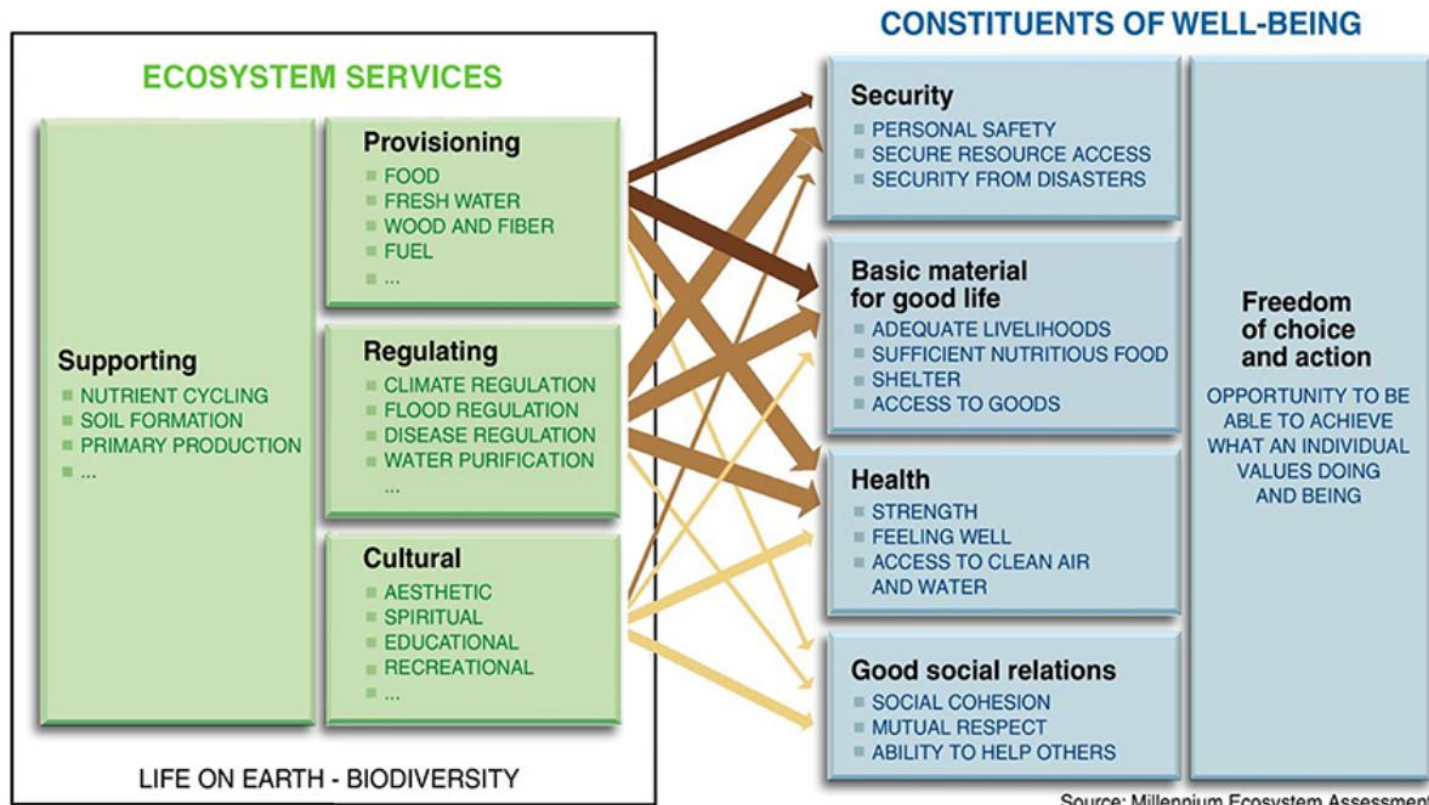 CONSTITUENTS OF WELL-BEING
ECOSYSTEM SERVICES
Supporting
NUTRIENT CYCLING
SOIL FORMATION
PRIMARY PRODUCTION
...
Provisioning
FOOD
FRESH WATER
WOOD AND FIBER
FUEL
...
Regulating
CLIMATE REGULATION
FLOOD REGULATION
DISEASE REGULATION
WATER PURIFICATION
...
Cultural
AESTHETIC
SPIRITUAL
EDUCATIONAL
RECREATIONAL
...
LIFE ON EARTH - BIODIVERSITY
Security
PERSONAL SAFETY
SECURE RESOURCE ACCESS
SECURITY FROM DISASTERS
Basic material
for good life
ADEQUATE LIVELIHOODS
SUFFICIENT NUTRITIOUS FOOD
SHELTER
ACCESS TO GOODS
Health
STRENGTH
FEELING WELL
ACCESS TO CLEAN AIR
AND WATER
Good social relations
SOCIAL COHESION
MUTUAL RESPECT
ABILITY TO HELP OTHERS
Freedom
of choice
and action
OPPORTUNITY TO BE
ABLE TO ACHIEVE
WHAT AN INDIVIDUAL
VALUES DOING
AND BEING
Source: Millennium Ecosystem Assessment